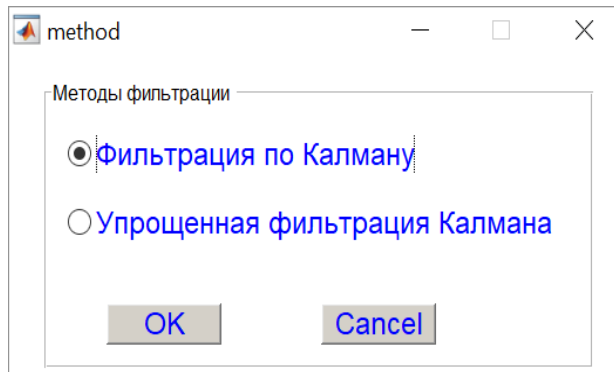 method
Методы фильтрации
Фильтрация по Калману
Упрощенная фильтрация Калмана
OK Cancel